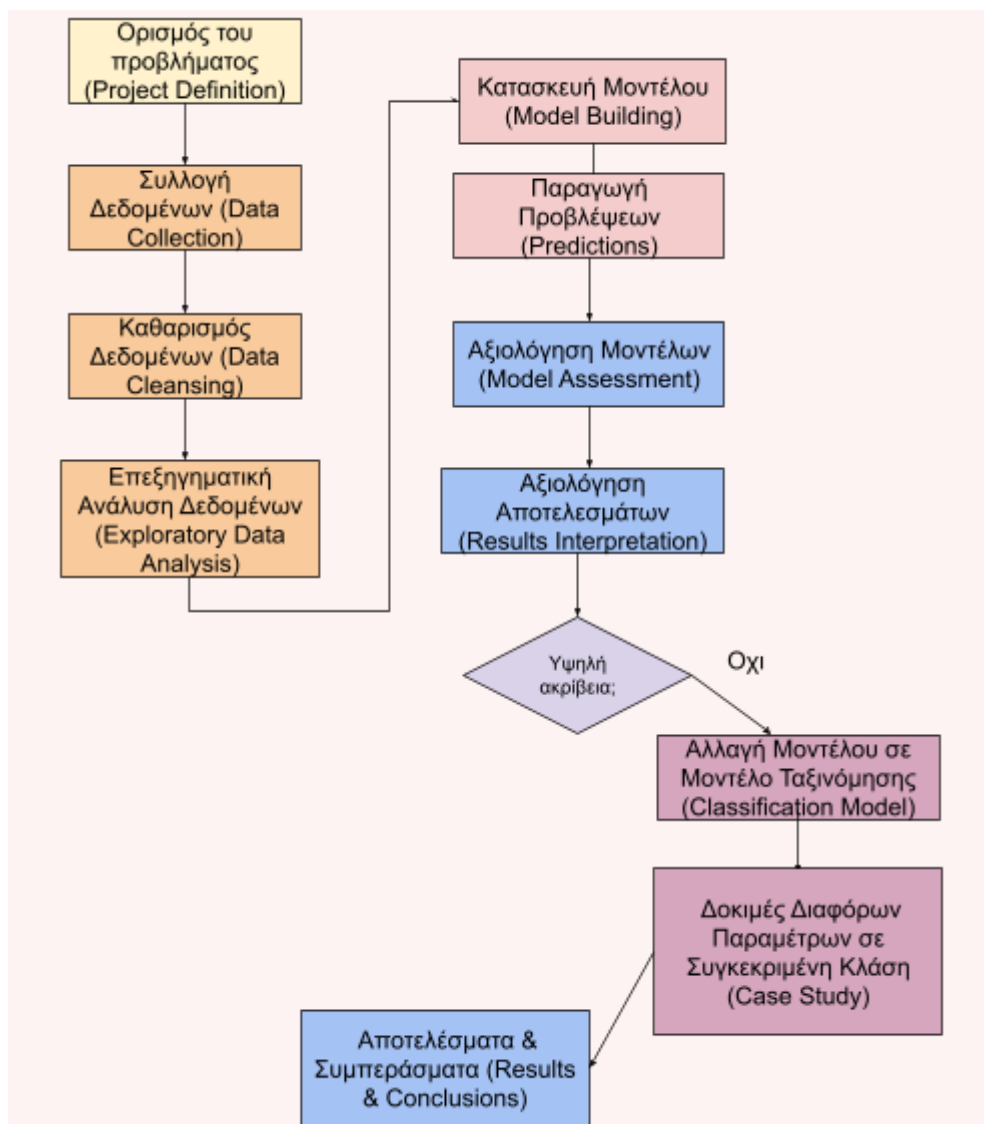 Ορισμός του
προβλήματος
(Project Definition)
Συλλογή
Δεδομένων (Data
Collection)
Καθαρισμός
Δεδομένων (Data
Cleansing)
Επεξηγηματική
Ανάλυση Δεδομένων
(Exploratory Data
Analysis)
Κατασκευή Μοντέλου
(Model Building)
Παραγωγή
Προβλέψεων
(Predictions)
Αξιολόγηση Μοντέλων
(Model Assessment)
Αξιολόγηση
Αποτελεσμάτων
(Results Interpretation)
Υψηλή
ακρίβεια;
Οχι
Αλλαγή Μοντέλου σε
Μοντέλο Ταξινόμησης
(Classification Model)
Δοκιμές Διαφόρων
Παραμέτρων σε
Συγκεκριμένη Κλάση
(Case Study)
Αποτελέσματα &
Συμπεράσματα (Results
& Conclusions)